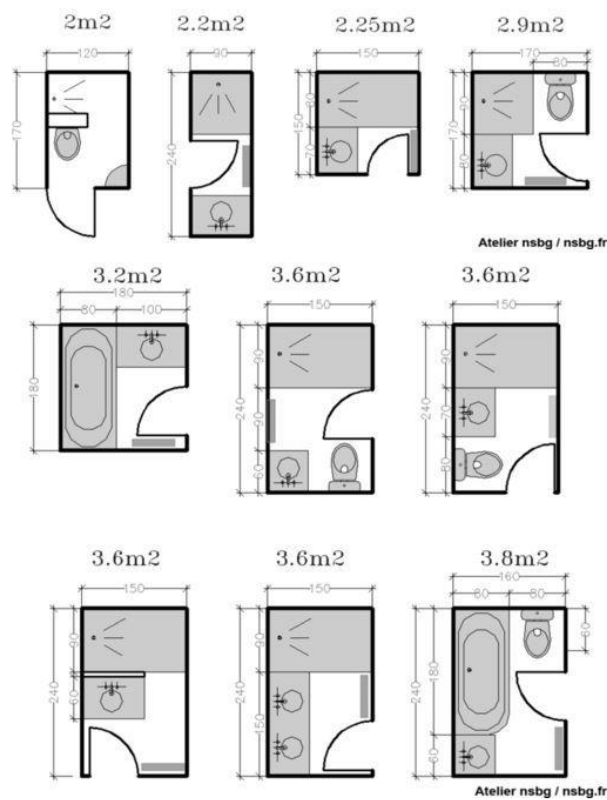 2m2 2.2m2 2.25m2 2.9m2
120 90 150 170
80
170 240 150 80 70 170 90 80
Atelier nsbg / nsbg.fr
3.2m2 3.6m2 3.6m2
180 150 150
80 100
180 240 90 90 60 240 90 70 80
3.6m2 3.6m2 3.8m2
150 150 160
80 80
240 90 60 240 90 150 240 180 60 60
Atelier nsbg / nsbg.fr